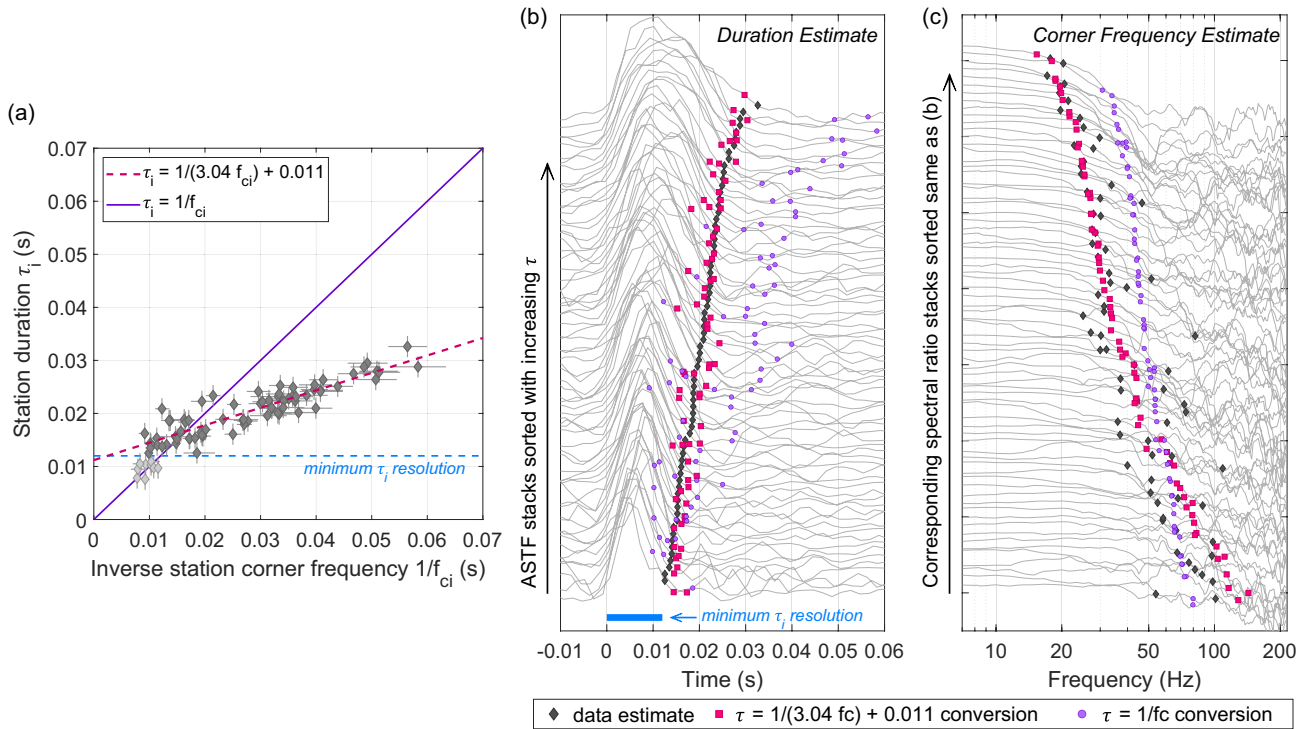 (a)
τi = 1/(3.04 fci) + 0.011
τi = 1/fci
0.07
0.06
0.05
0.04
0.03
0.02
0.01
0
Station duration τi (s)
minimum τi resolution
0 0.01 0.02 0.03 0.04 0.05 0.06 0.07
Inverse station corner frequency 1/fci (s)
(b)
Duration Estimate
ASTF stacks sorted with increasing τ
minimum τi resolution
-0.01 0 0.01 0.02 0.03 0.04 0.05 0.06
Time (s)
(c)
Corner Frequency Estimate
Corresponding spectral ratio stacks sorted same as (b)
10 20 50 100 200
Frequency (Hz)
data estimate τ = 1/(3.04 fc) + 0.011 conversion τ = 1/fc conversion